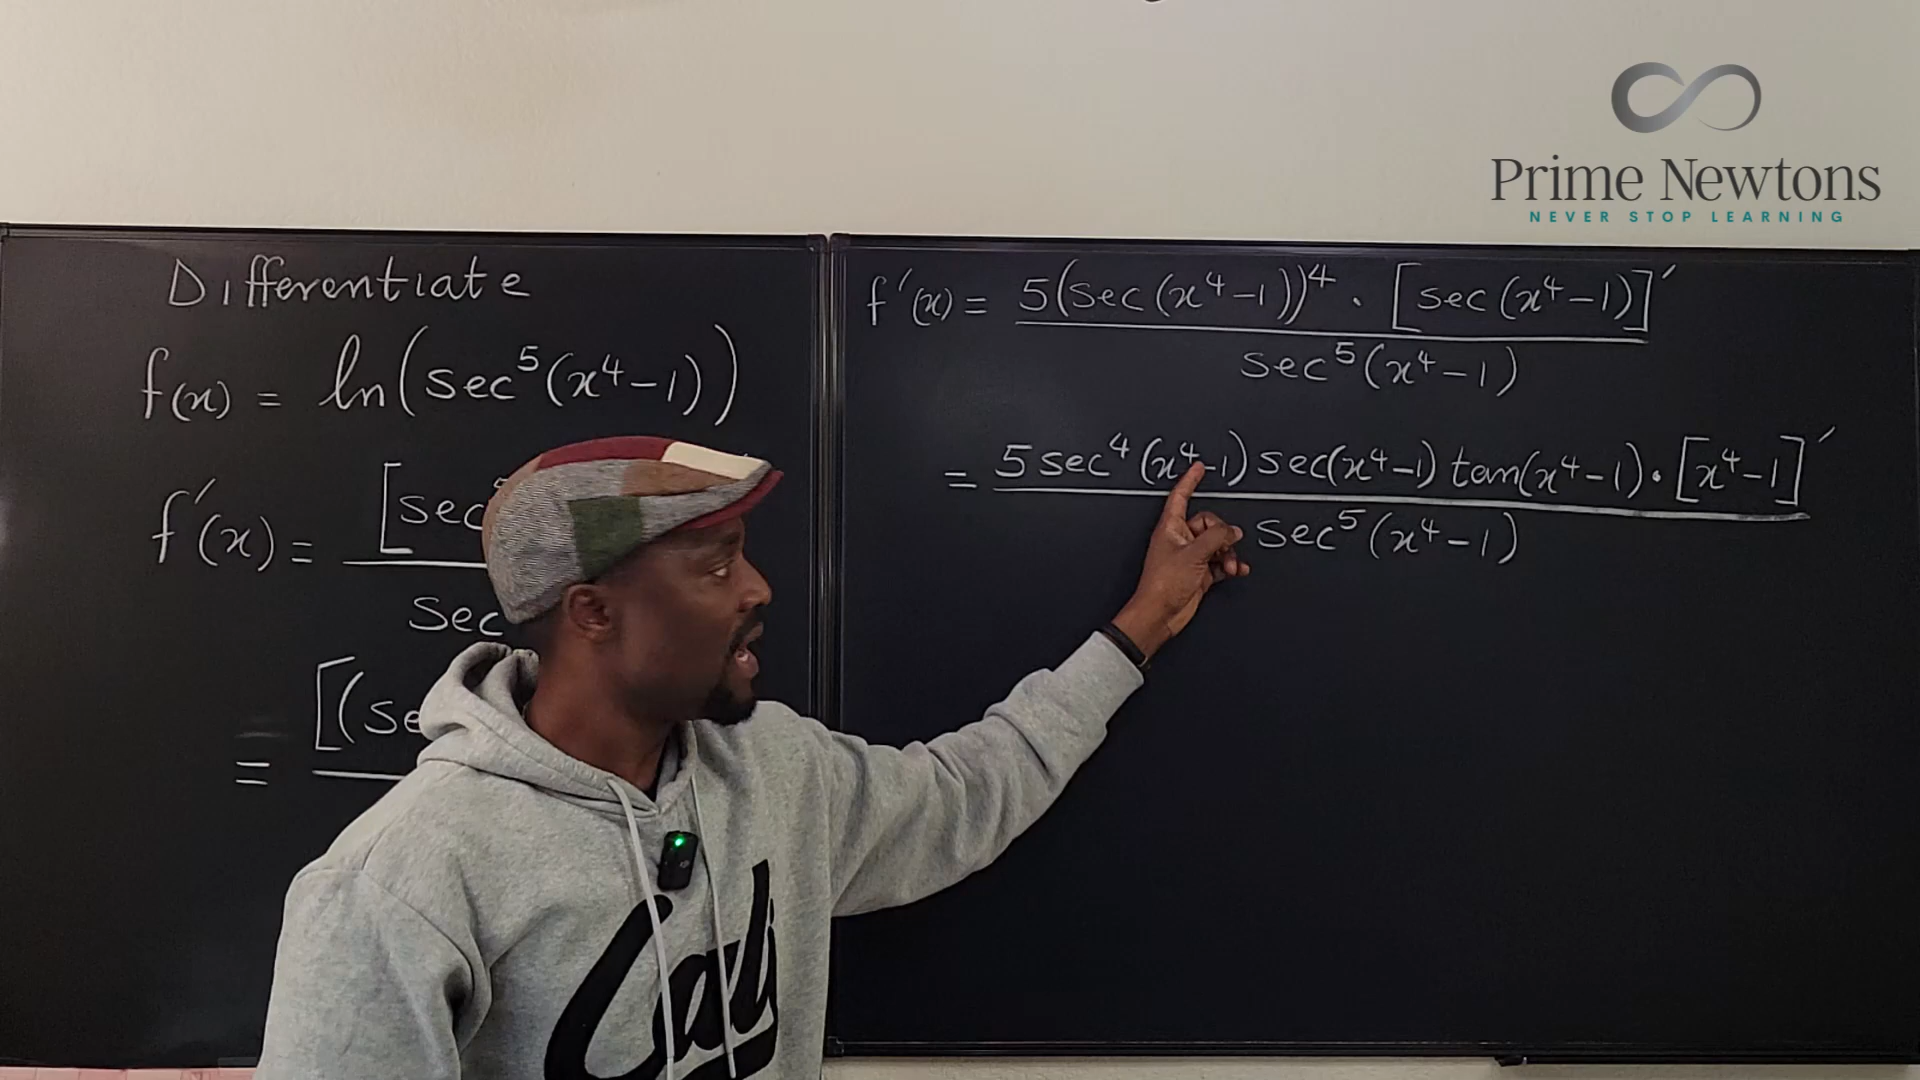 Prime Newtons
NEVER STOP LEARNING
Differentiate
f(x) = ln(sec⁵(x⁴−1))
f'(x) = [sec
sec
= [(se
f'(x) = 5(sec(x⁴−1))⁴ · [sec(x⁴−1)]'
sec⁵(x⁴−1)
= 5sec⁴(x⁴−1)sec(x⁴−1)tan(x⁴−1)·[x⁴−1]'
sec⁵(x⁴−1)
Cali